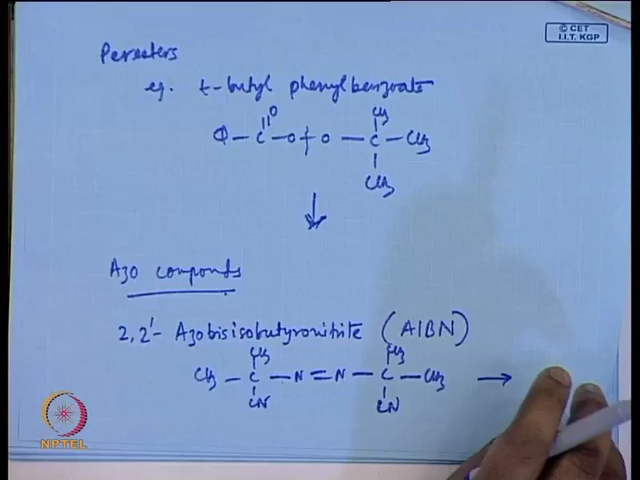 © CET
I.I.T. KGP
Peresters
eg. t-butyl phenylbenzoate
Φ — C — O + O — C — CH3
O
CH3
CH3
Azo compounds
2,2'- Azobisisobutyronitrite (AIBN)
CH3 CH3
CH3 — C — N = N — C — CH3 →
CN CN
NPTEL